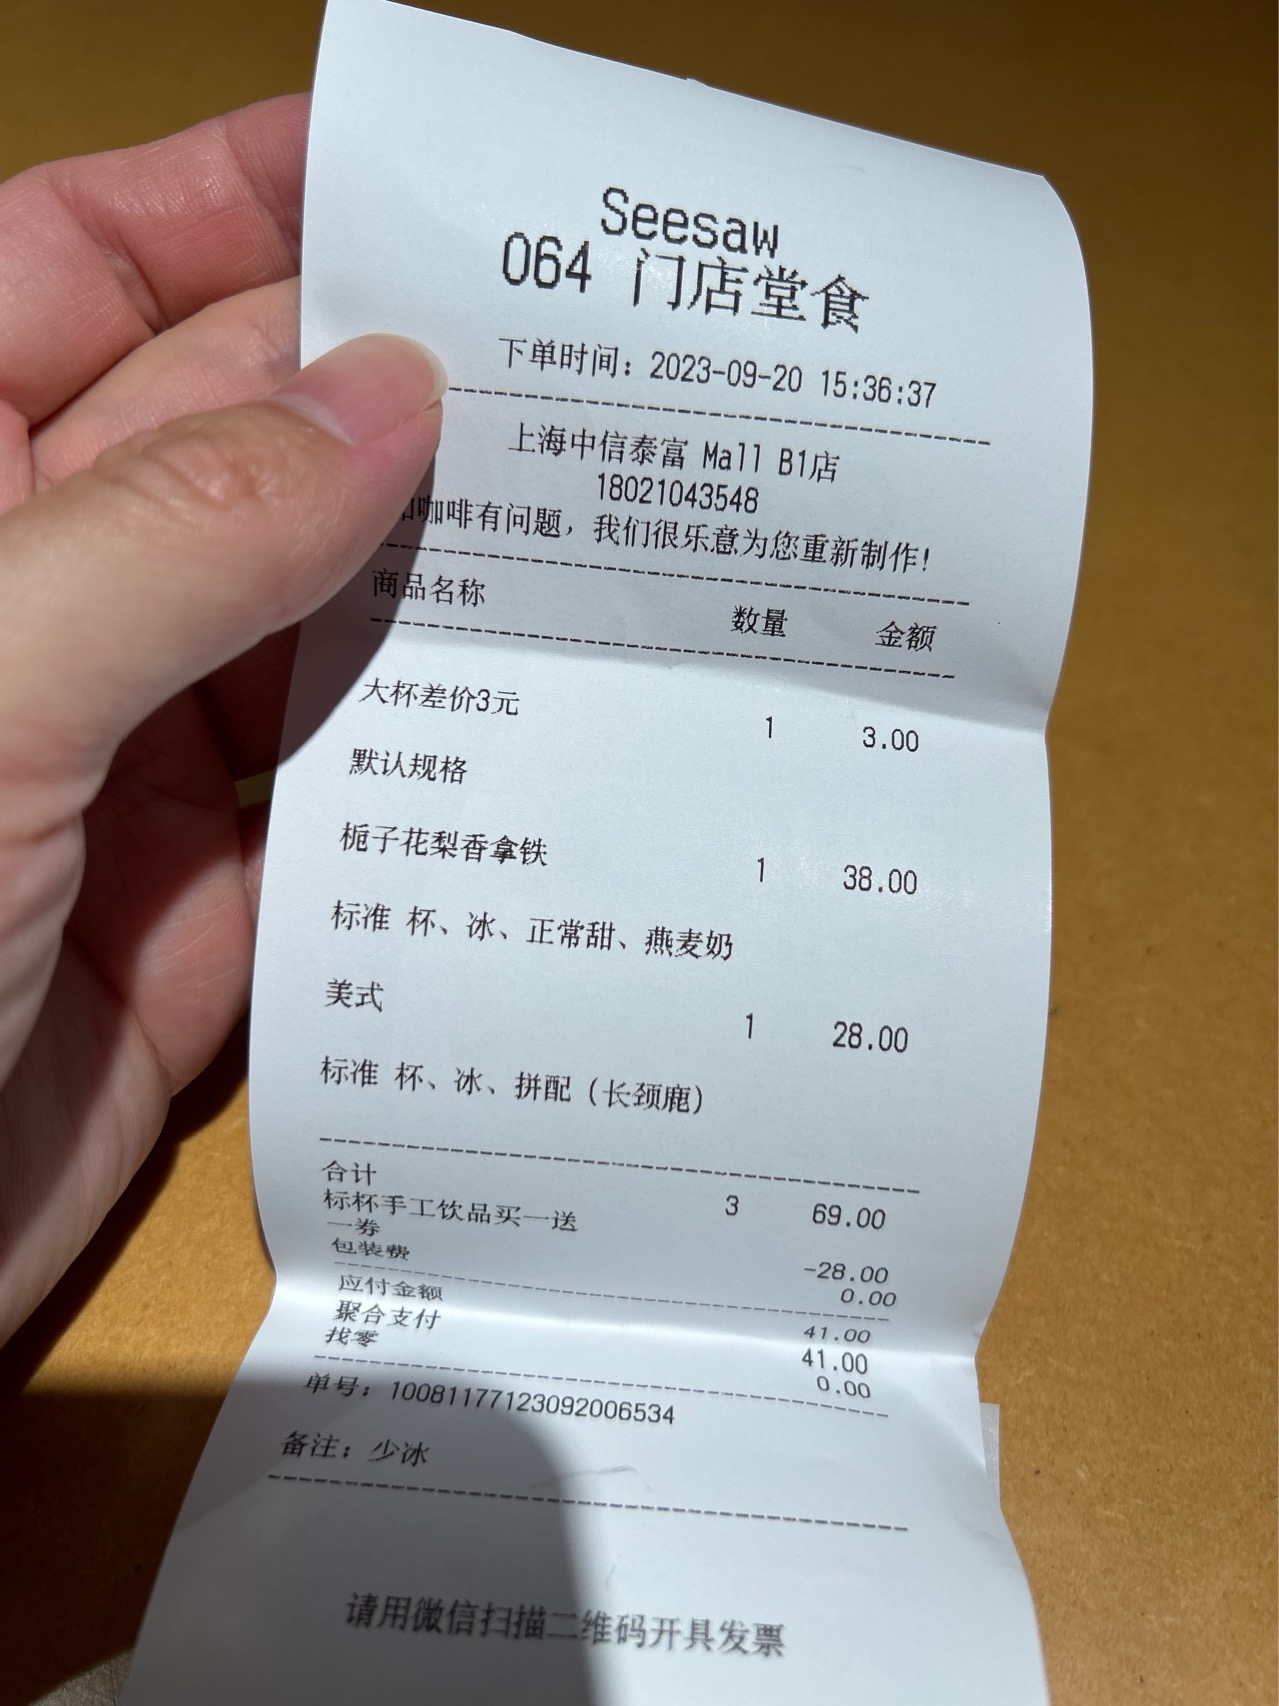 Seesaw
064 门店堂食
下单时间：2023-09-20 15:36:37
上海中信泰富 Mall B1店
18021043548
咖啡有问题，我们很乐意为您重新制作！
商品名称 数量 金额
大杯差价3元 1 3.00
默认规格
栀子花梨香拿铁 1 38.00
标准 杯、冰、正常甜、燕麦奶
美式 1 28.00
标准 杯、冰、拼配（长颈鹿）
合计 3 69.00
标杯手工饮品买一送
一券 -28.00
包装费 0.00
应付金额 41.00
聚合支付 41.00
找零 0.00
单号：10081177123092006534
备注：少冰
请用微信扫描二维码开具发票